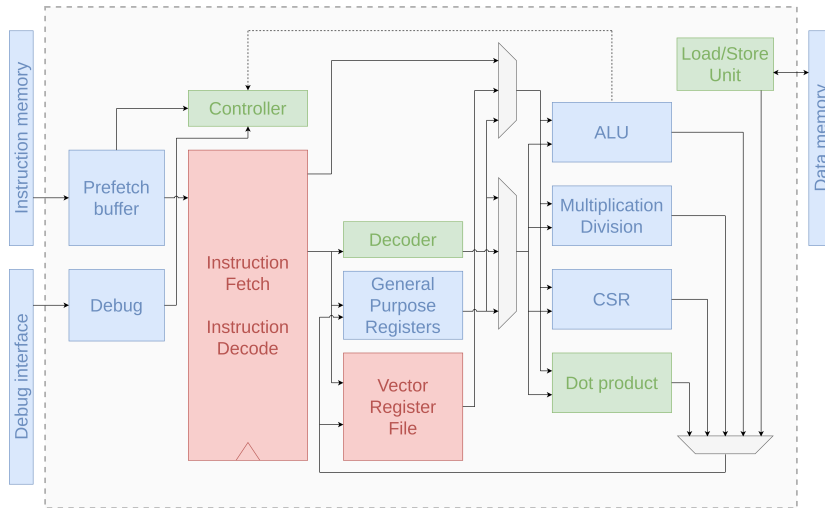 Instruction memory
Debug interface
Prefetch
buffer
Debug
Controller
Instruction
Fetch
Instruction
Decode
Decoder
General
Purpose
Registers
Vector
Register
File
ALU
Multiplication
Division
CSR
Dot product
Load/Store
Unit
Data memory